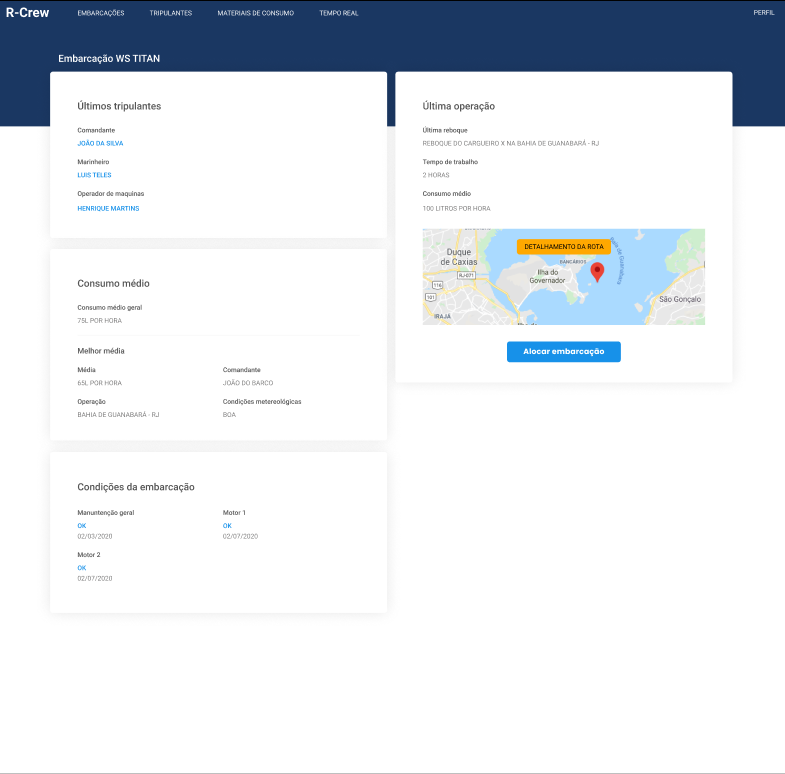 R-Crew
EMBARCAÇÕES
TRIPULANTES
MATERIAIS DE CONSUMO
TEMPO REAL
PERFIL
Embarcação WS TITAN
Últimos tripulantes
Comandante
JOÃO DA SILVA
Marinheiro
LUIS TELES
Operador de maquinas
HENRIQUE MARTINS
Consumo médio
Consumo médio geral
75L POR HORA
Melhor média
Média
65L POR HORA
Comandante
JOÃO DO BARCO
Operação
BAHIA DE GUANABARÁ - RJ
Condições metereológicas
BOA
Condições da embarcação
Manuntenção geral
OK
02/03/2020
Motor 1
OK
02/07/2020
Motor 2
OK
02/07/2020
Última operação
Última reboque
REBOQUE DO CARGUEIRO X NA BAHIA DE GUANABARÁ - RJ
Tempo de trabalho
2 HORAS
Consumo médio
100 LITROS POR HORA
DETALHAMENTO DA ROTA
Duque
de Caxias
BANCÁRIOS
RJ-071
116
101
Ilha do
Governador
São Gonçalo
IRAJÁ
Alocar embarcação